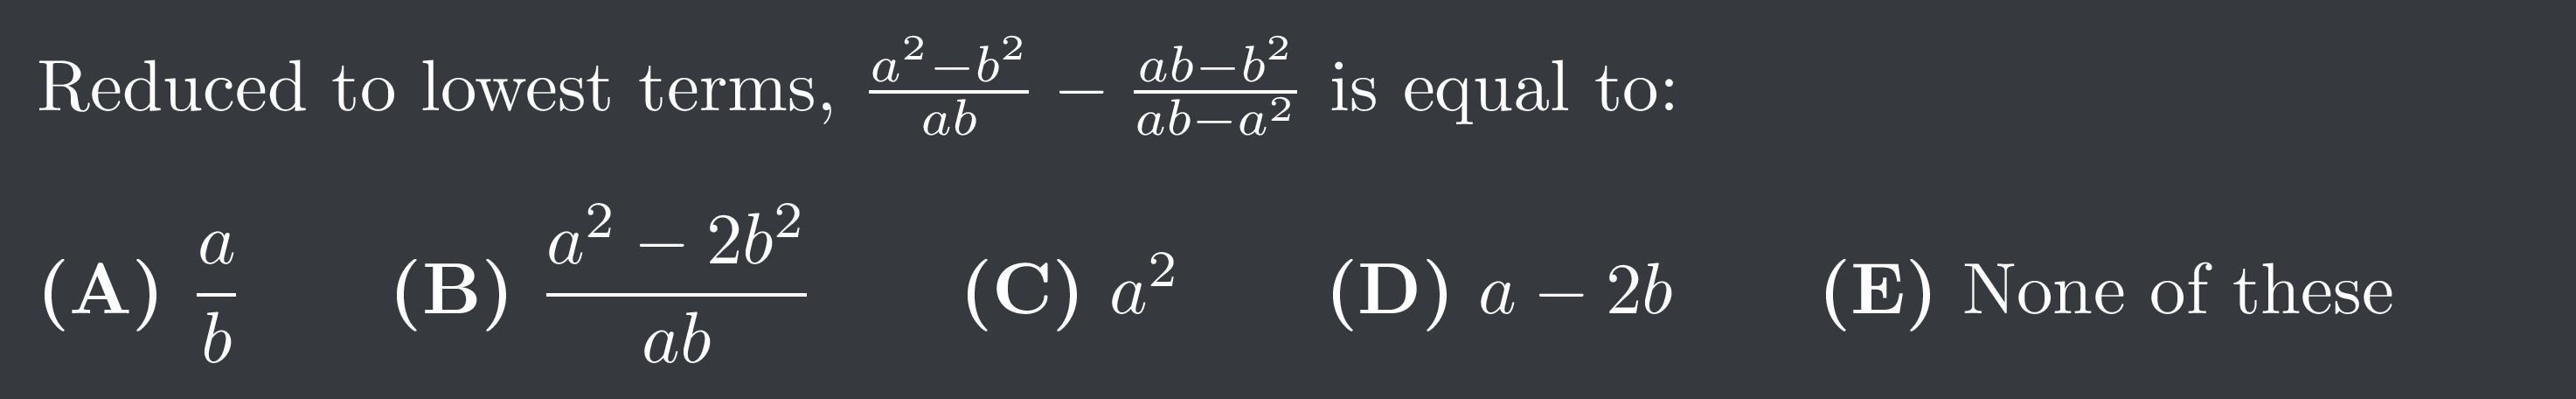 Reduced to lowest terms, $\frac{a^2-b^2}{ab} - \frac{ab-b^2}{ab-a^2}$ is equal to:
(A) $\frac{a}{b}$ (B) $\frac{a^2-2b^2}{ab}$ (C) $a^2$ (D) $a-2b$ (E) None of these